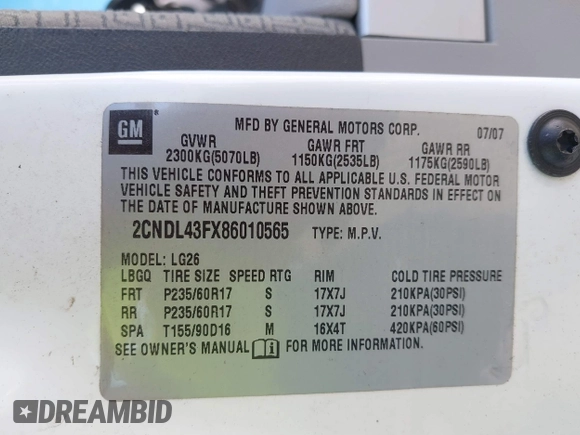 GM ®
MFD BY GENERAL MOTORS CORP. 07/07
GVWR GAWR FRT GAWR RR
2300KG(5070LB) 1150KG(2535LB) 1175KG(2590LB)
THIS VEHICLE CONFORMS TO ALL APPLICABLE U.S. FEDERAL MOTOR
VEHICLE SAFETY AND THEFT PREVENTION STANDARDS IN EFFECT ON
THE DATE OF MANUFACTURE SHOWN ABOVE.
2CNDL43FX86010565 TYPE: M.P.V.
MODEL: LG26
LBGQ TIRE SIZE SPEED RTG RIM COLD TIRE PRESSURE
FRT P235/60R17 S 17X7J 210KPA(30PSI)
RR P235/60R17 S 17X7J 210KPA(30PSI)
SPA T155/90D16 M 16X4T 420KPA(60PSI)
SEE OWNER'S MANUAL FOR MORE INFORMATION.
DREAMBID